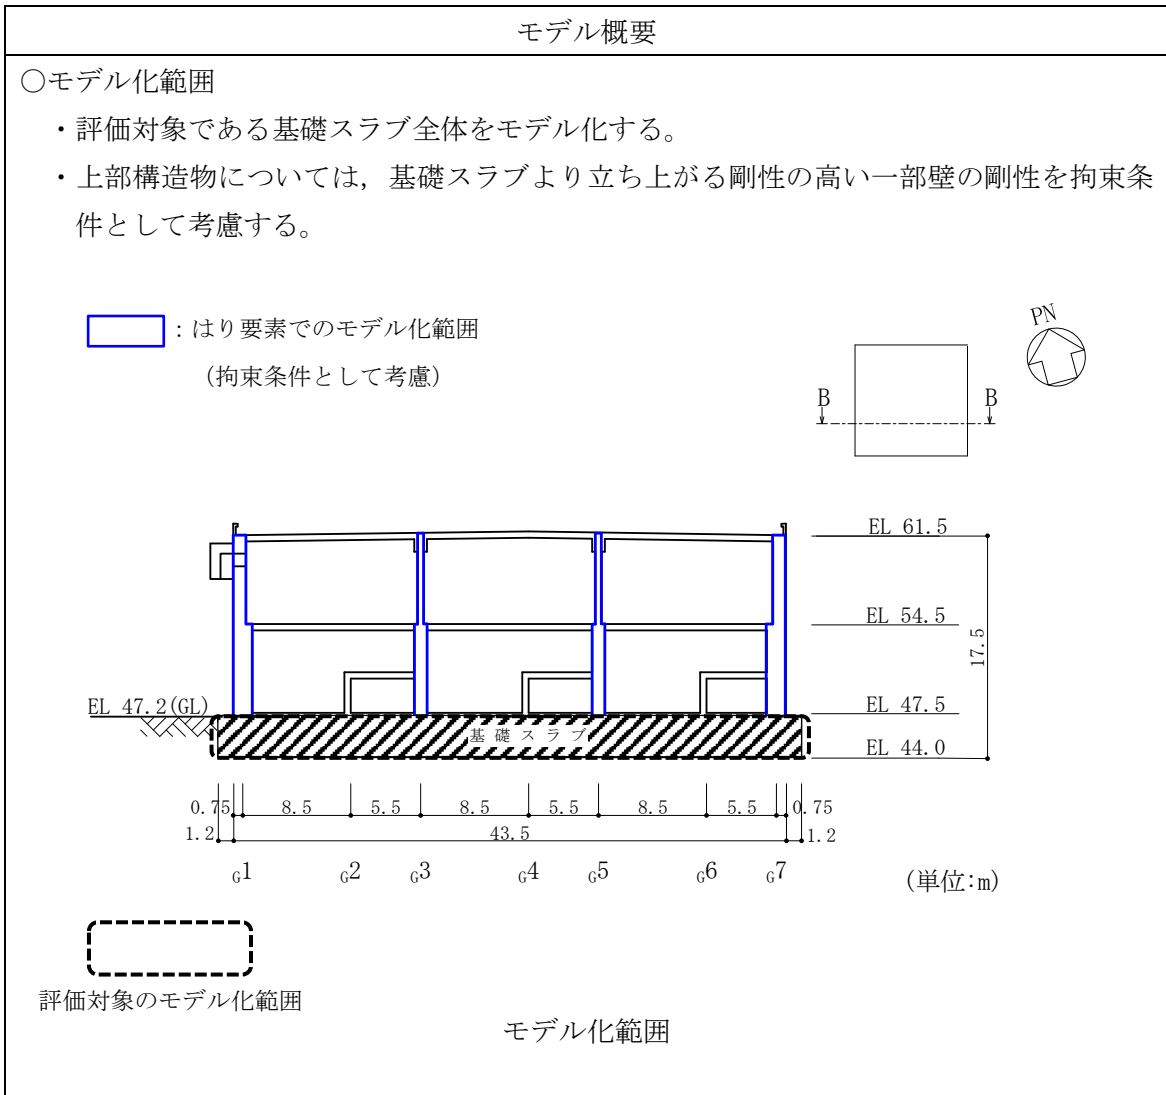 モデル概要
○モデル化範囲
・評価対象である基礎スラブ全体をモデル化する。
・上部構造物については，基礎スラブより立ち上がる剛性の高い一部壁の剛性を拘束条
件として考慮する。
：はり要素でのモデル化範囲
（拘束条件として考慮）
PN
B B
EL 61.5
EL 54.5
17.5
EL 47.2(GL)
EL 47.5
基礎スラブ
EL 44.0
0.75 8.5 5.5 8.5 5.5 8.5 5.5 0.75
1.2 43.5 1.2
G1 G2 G3 G4 G5 G6 G7
(単位:m)
評価対象のモデル化範囲
モデル化範囲